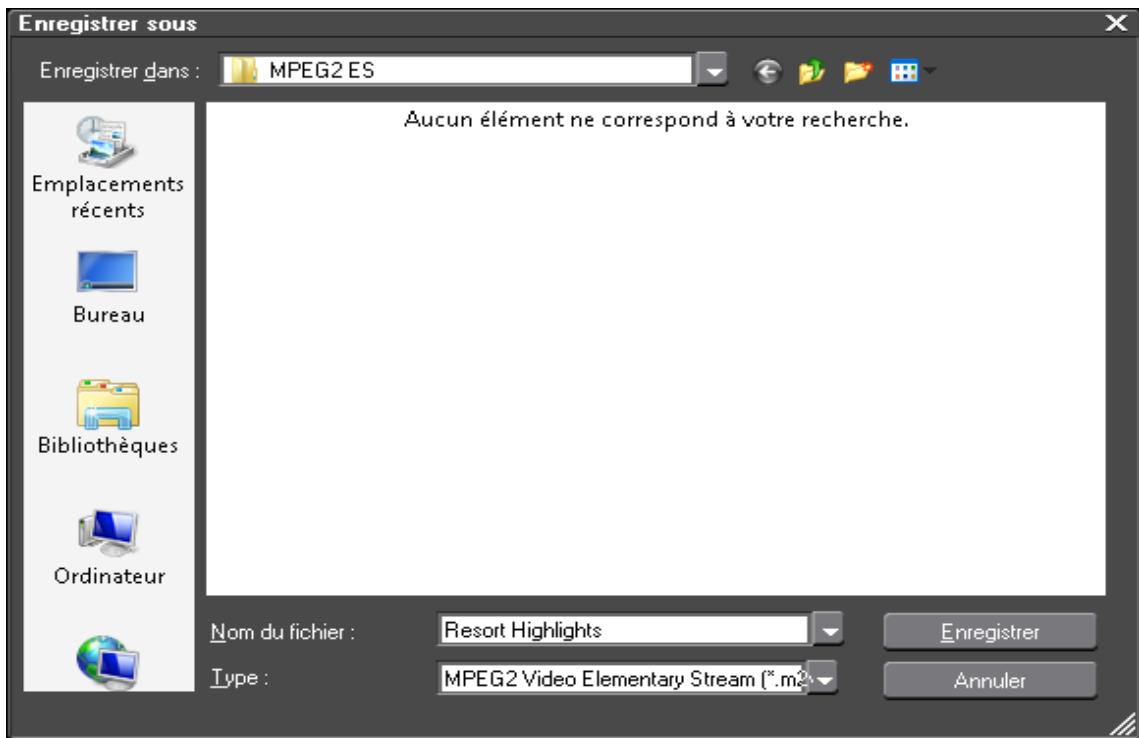 Enregistrer sous
Enregistrer dans :
MPEG2 ES
Aucun élément ne correspond à votre recherche.
Emplacements
récents
Bureau
Bibliothèques
Ordinateur
Nom du fichier :
Resort Highlights
Enregistrer
Type :
MPEG2 Video Elementary Stream (*.m2
Annuler